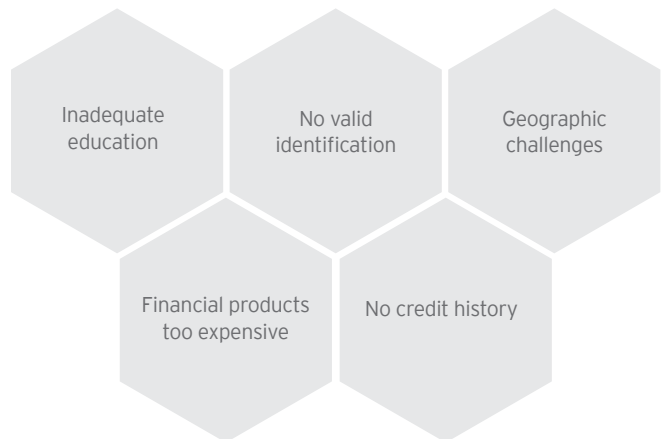 Inadequate
education
No valid
identification
Geographic
challenges
Financial products
too expensive
No credit history